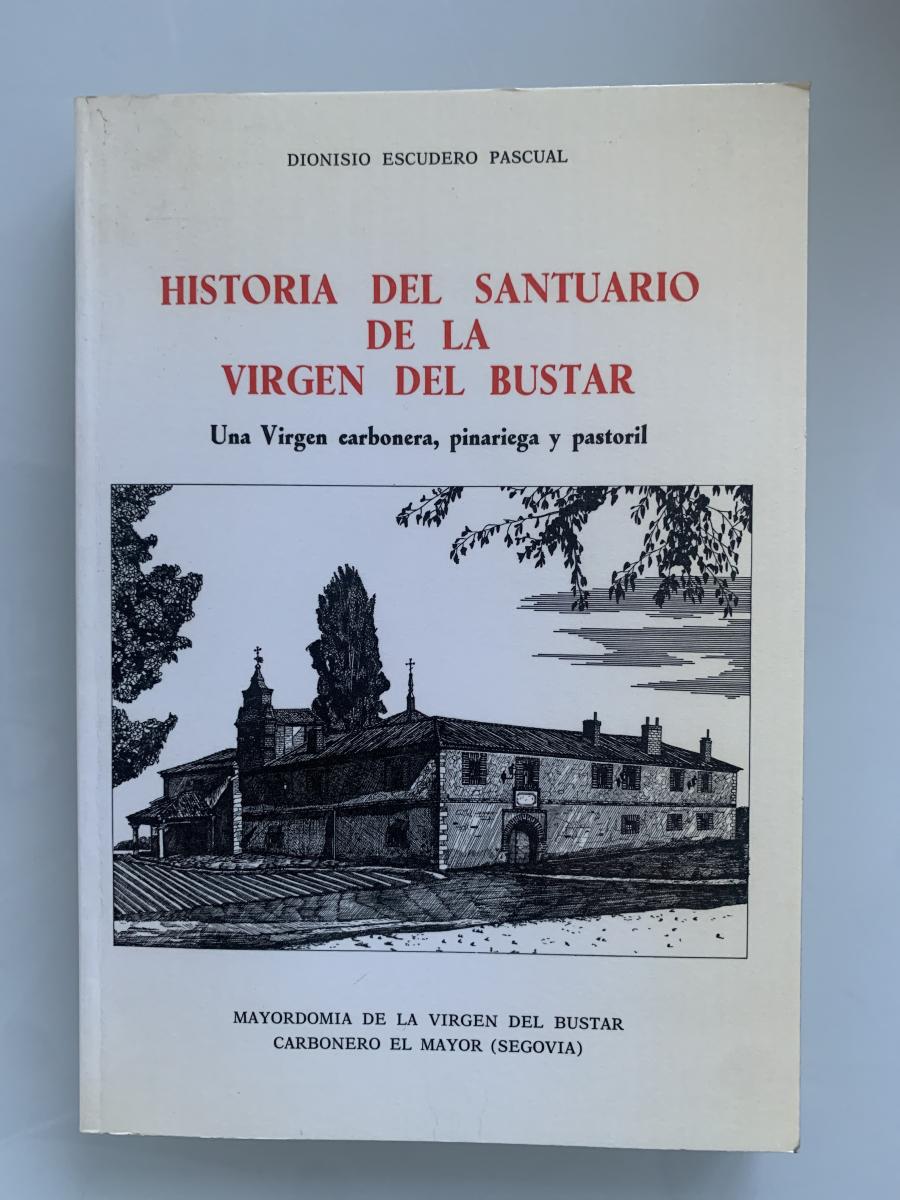 DIONISIO ESCUDERO PASCUAL
HISTORIA DEL SANTUARIO
DE LA
VIRGEN DEL BUSTAR
Una Virgen carbonera, pinariega y pastoril
MAYORDOMIA DE LA VIRGEN DEL BUSTAR
CARBONERO EL MAYOR (SEGOVIA)